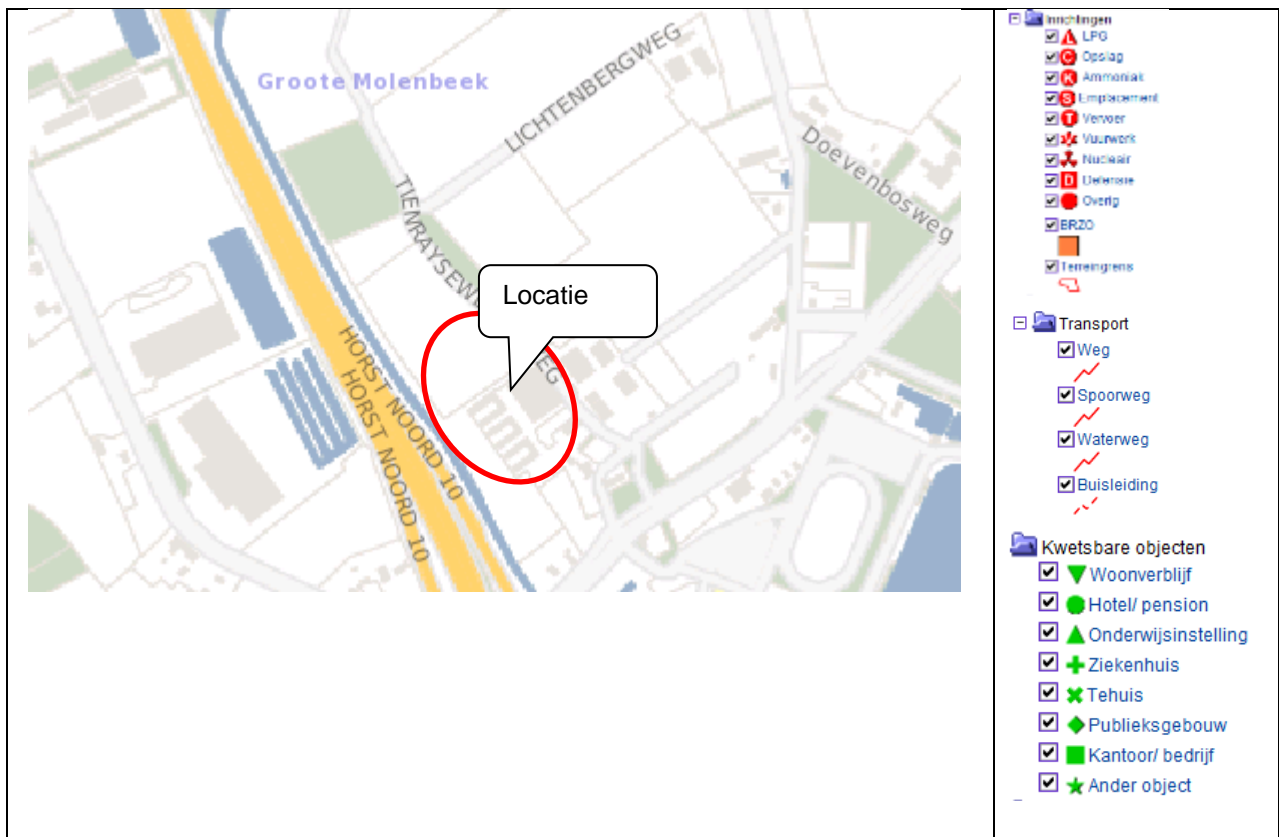 Groote Molenbeek
LICHTENBERGWEG
Doevenbosweg
TIENRAYSEWEG
Locatie
HORST NOORD 10
HORST NOORD 10
Inrichtingen
LPG
C Opslag
K Ammoniak
S Emplacement
T Vervoer
Vuurwerk
Nucleair
D Defensie
Overig
BRZO
Terreingrens
Transport
Weg
Spoorweg
Waterweg
Buisleiding
Kwetsbare objecten
Woonverblijf
Hotel/ pension
Onderwijsinstelling
Ziekenhuis
Tehuis
Publieksgebouw
Kantoor/ bedrijf
Ander object